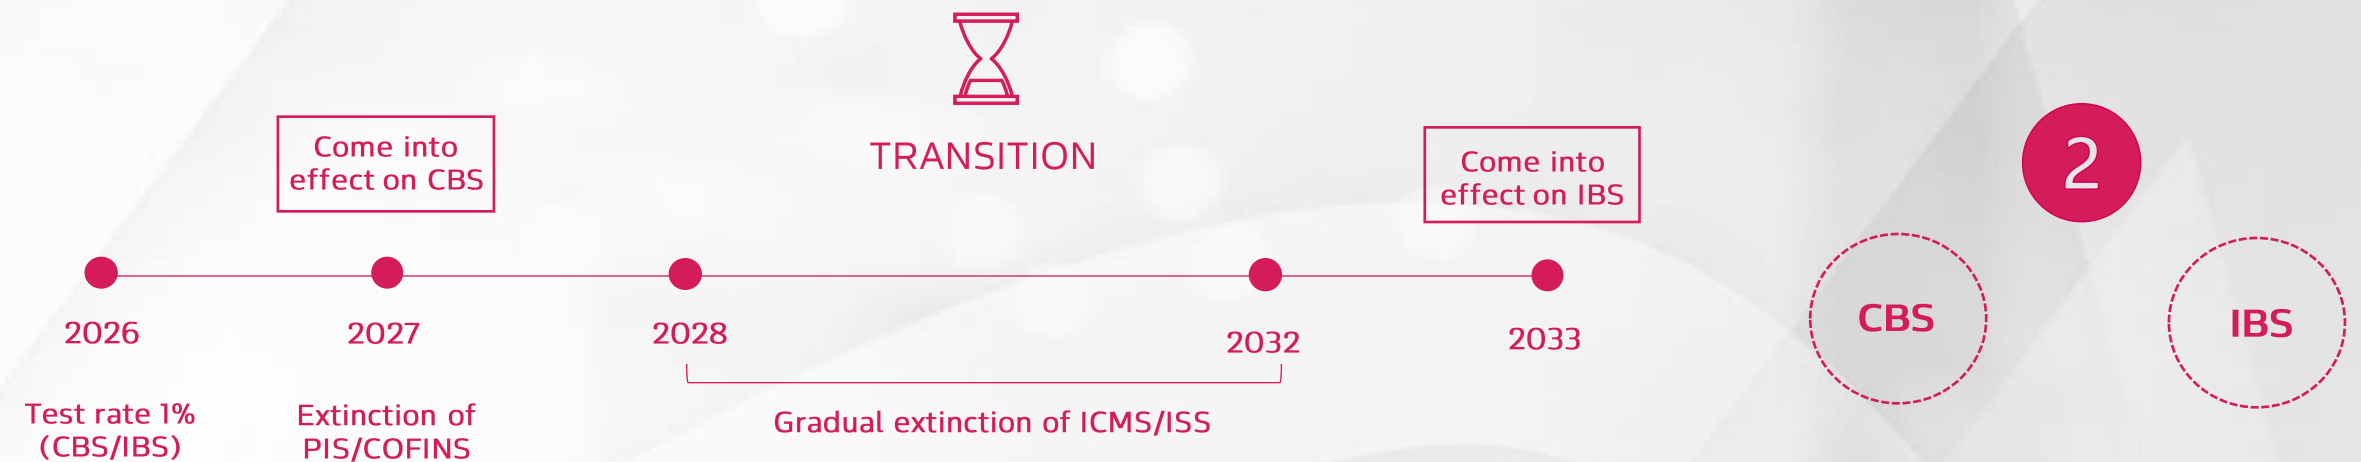 TRANSITION
Come into
effect on CBS
Come into
effect on IBS
2
CBS
IBS
2026
2027
2028
2032
2033
Test rate 1%
(CBS/IBS)
Extinction of
PIS/COFINS
Gradual extinction of ICMS/ISS